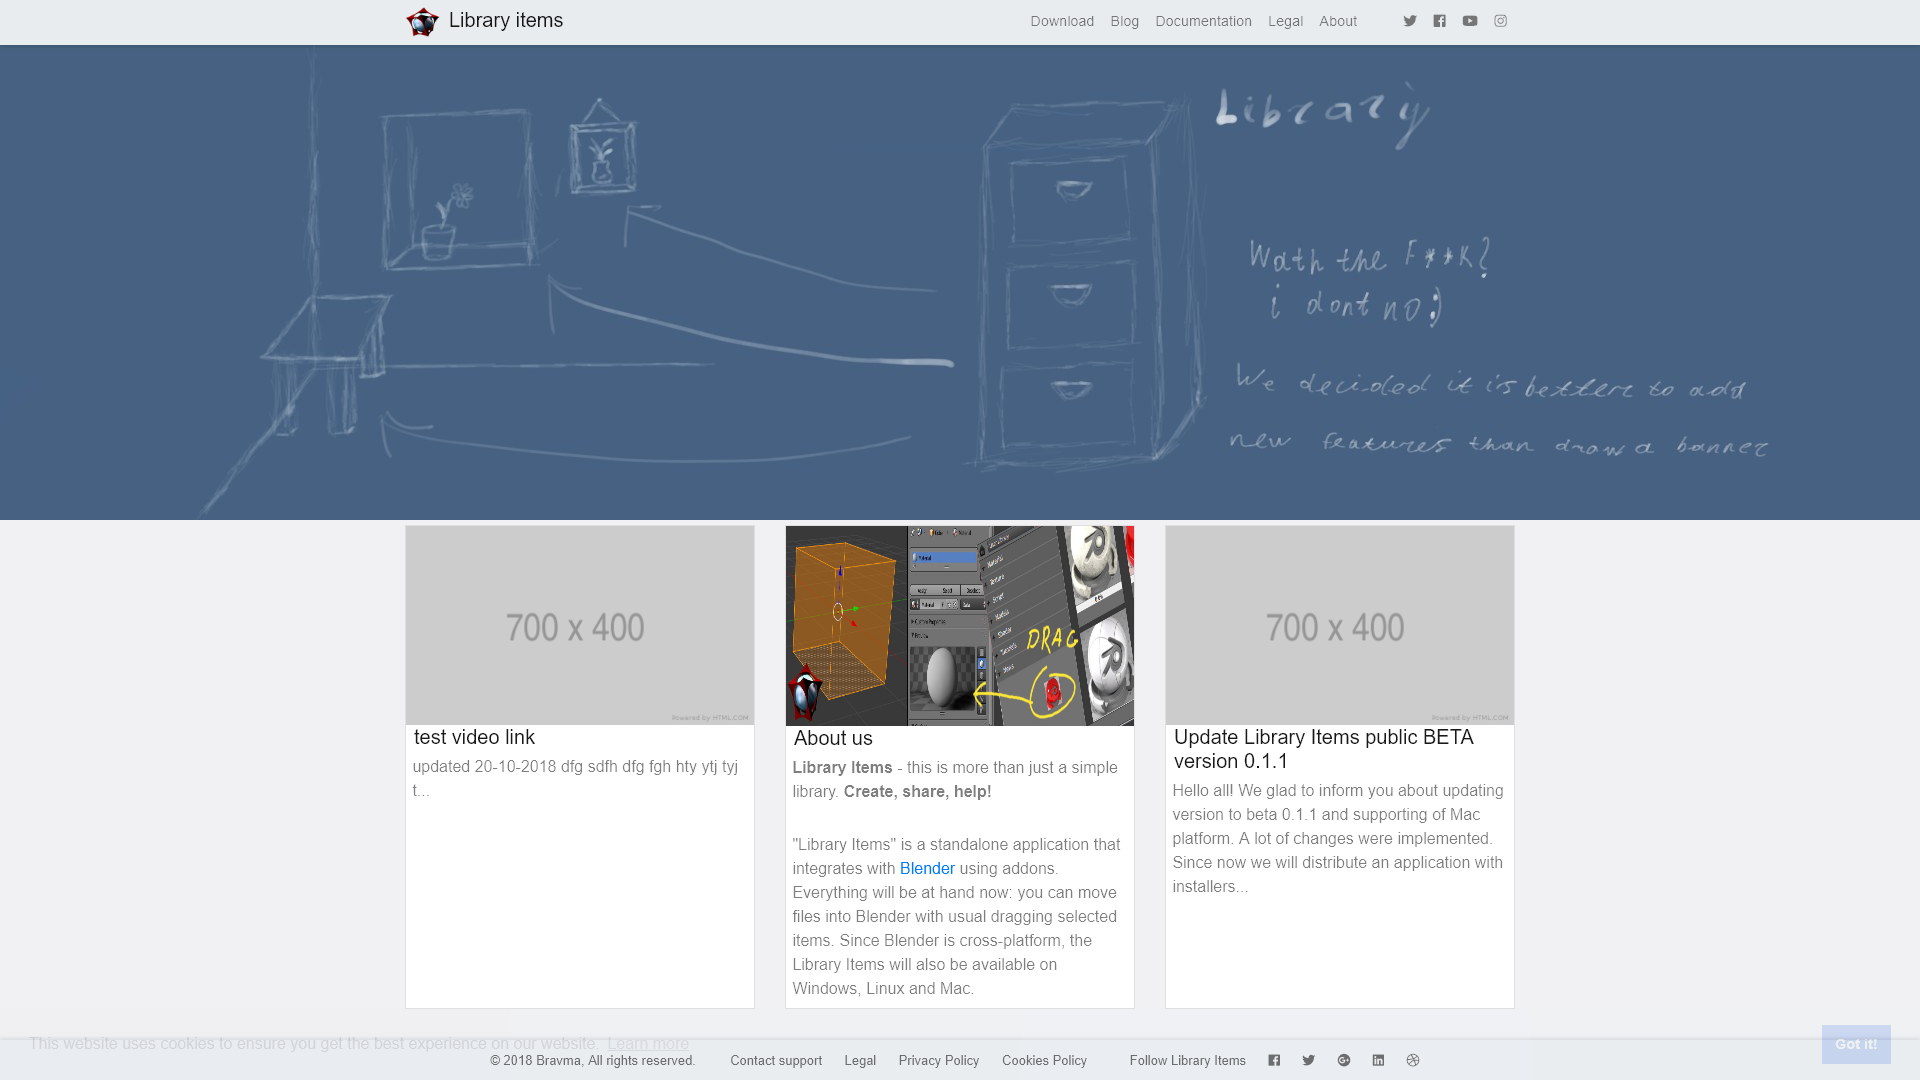 Library items
Download Blog Documentation Legal About
Library
Wath the F**K?
i dont no :)
We decided it is better to add
new features than draw a banner
700 x 400
Powered by HTML.COM
test video link
updated 20-10-2018 dfg sdfh dfg fgh hty ytj tyj
t...
DRAG
About us
Library Items - this is more than just a simple
library. Create, share, help!
"Library Items" is a standalone application that
integrates with Blender using addons.
Everything will be at hand now: you can move
files into Blender with usual dragging selected
items. Since Blender is cross-platform, the
Library Items will also be available on
Windows, Linux and Mac.
700 x 400
Powered by HTML.COM
Update Library Items public BETA
version 0.1.1
Hello all! We glad to inform you about updating
version to beta 0.1.1 and supporting of Mac
platform. A lot of changes were implemented.
Since now we will distribute an application with
installers...
This website uses cookies to ensure you get the best experience on our website. Learn more
Got it!
© 2018 Bravma, All rights reserved. Contact support Legal Privacy Policy Cookies Policy Follow Library Items